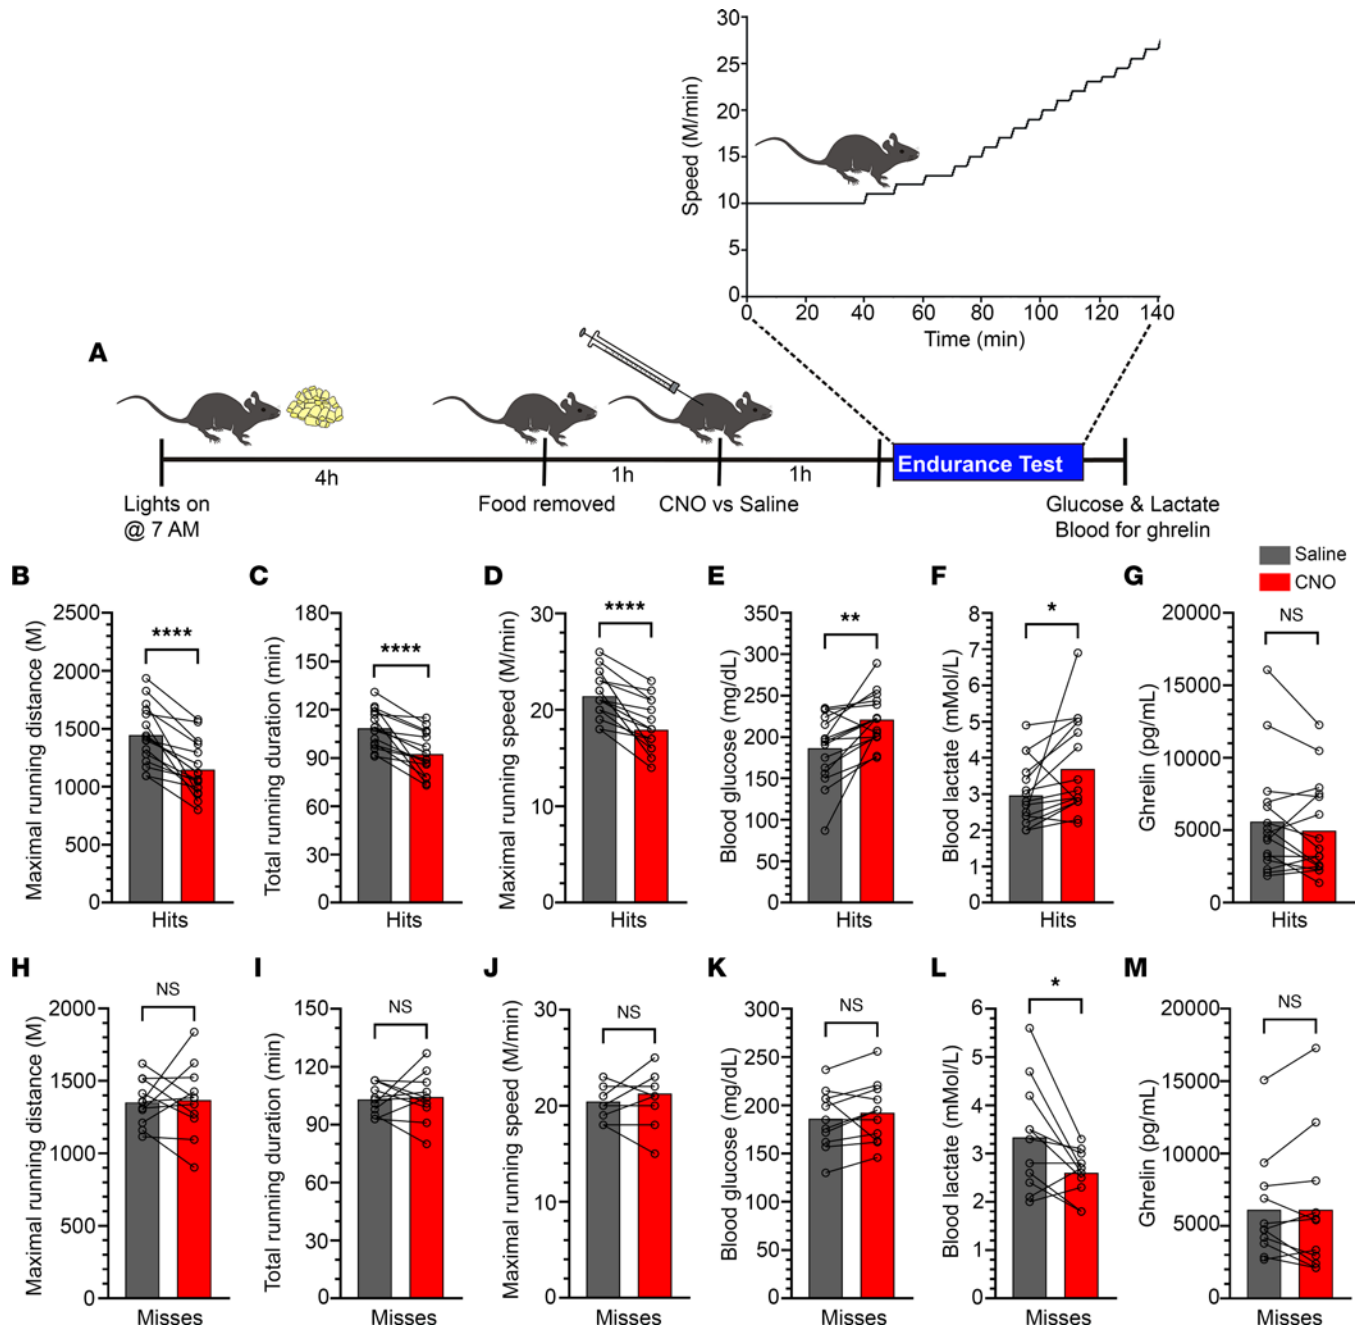 30
25
20
15
10
5
0
Speed (M/min)
0 20 40 60 80 100 120 140
Time (min)
A
4h
1h
1h
Endurance Test
Lights on
@ 7 AM
Food removed
CNO vs Saline
Glucose & Lactate
Blood for ghrelin
Saline
CNO
B
Maximal running distance (M)
2500
2000
1500
1000
500
0
****
Hits
C
Total running duration (min)
180
150
120
90
60
30
0
****
Hits
D
Maximal running speed (M/min)
30
20
10
0
****
Hits
E
Blood glucose (mg/dL)
350
300
250
200
150
100
50
0
**
Hits
F
Blood lactate (mMol/L)
8
7
6
5
4
3
2
1
0
*
Hits
G
Ghrelin (pg/mL)
20000
15000
10000
5000
0
NS
Hits
H
Maximal running distance (M)
2000
1500
1000
500
0
NS
Misses
I
Total running duration (min)
150
120
90
60
30
0
NS
Misses
J
Maximal running speed (M/min)
30
20
10
0
NS
Misses
K
Blood glucose (mg/dL)
300
250
200
150
100
50
0
NS
Misses
L
Blood lactate (mMol/L)
6
5
4
3
2
1
0
*
Misses
M
Ghrelin (pg/mL)
20000
15000
10000
5000
0
NS
Misses